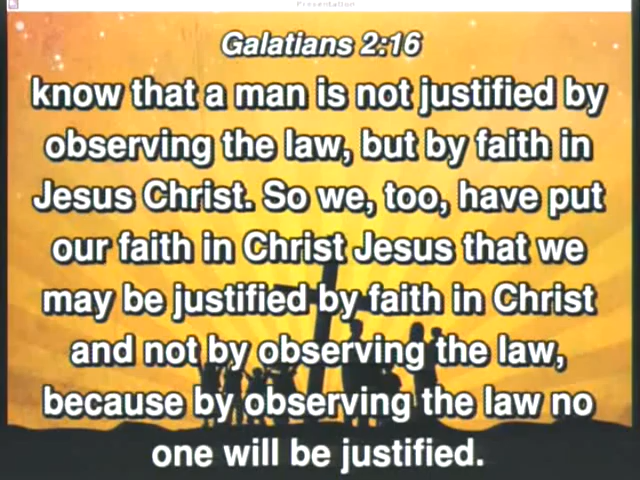 Presentation
Galatians 2:16
know that a man is not justified by
observing the law, but by faith in
Jesus Christ. So we, too, have put
our faith in Christ Jesus that we
may be justified by faith in Christ
and not by observing the law,
because by observing the law no
one will be justified.